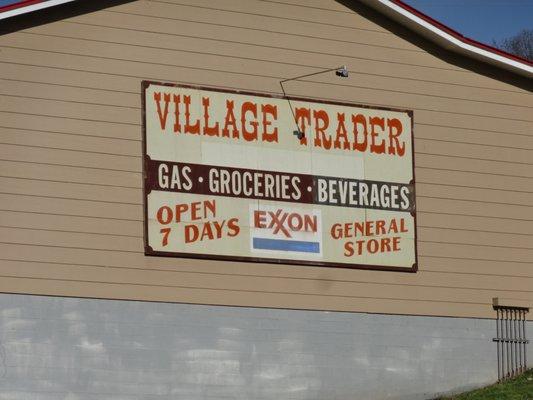 VILLAGE TRADER
GAS · GROCERIES · BEVERAGES
OPEN
7 DAYS
EXXON
GENERAL
STORE